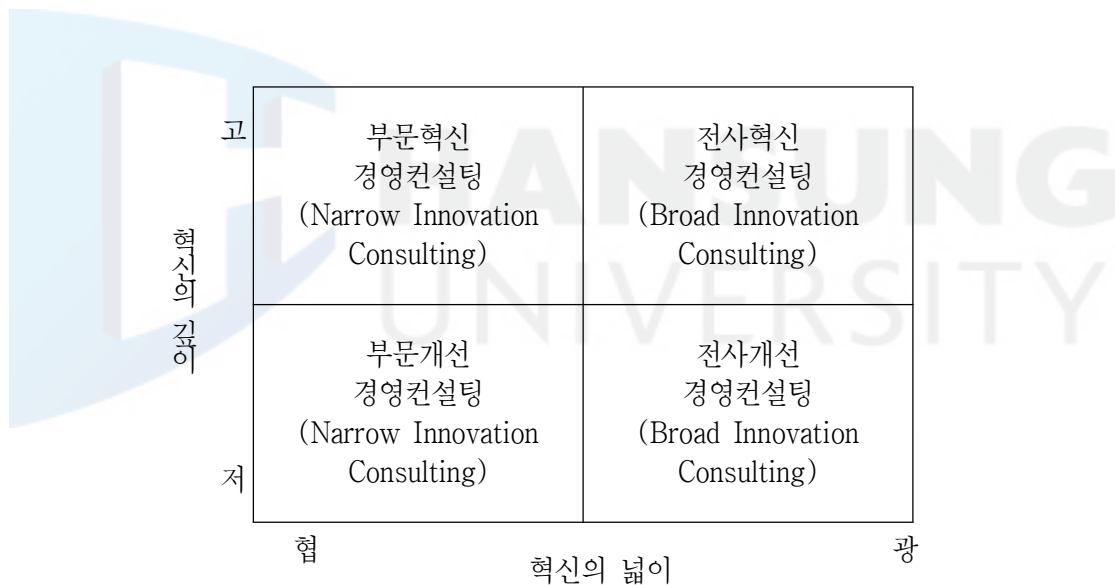 고
부문혁신
경영컨설팅
(Narrow Innovation
Consulting)
전사혁신
경영컨설팅
(Broad Innovation
Consulting)
혁신의 깊이
부문개선
경영컨설팅
(Narrow Innovation
Consulting)
전사개선
경영컨설팅
(Broad Innovation
Consulting)
저
협
광
혁신의 넓이
HANSUNG
UNIVERSITY